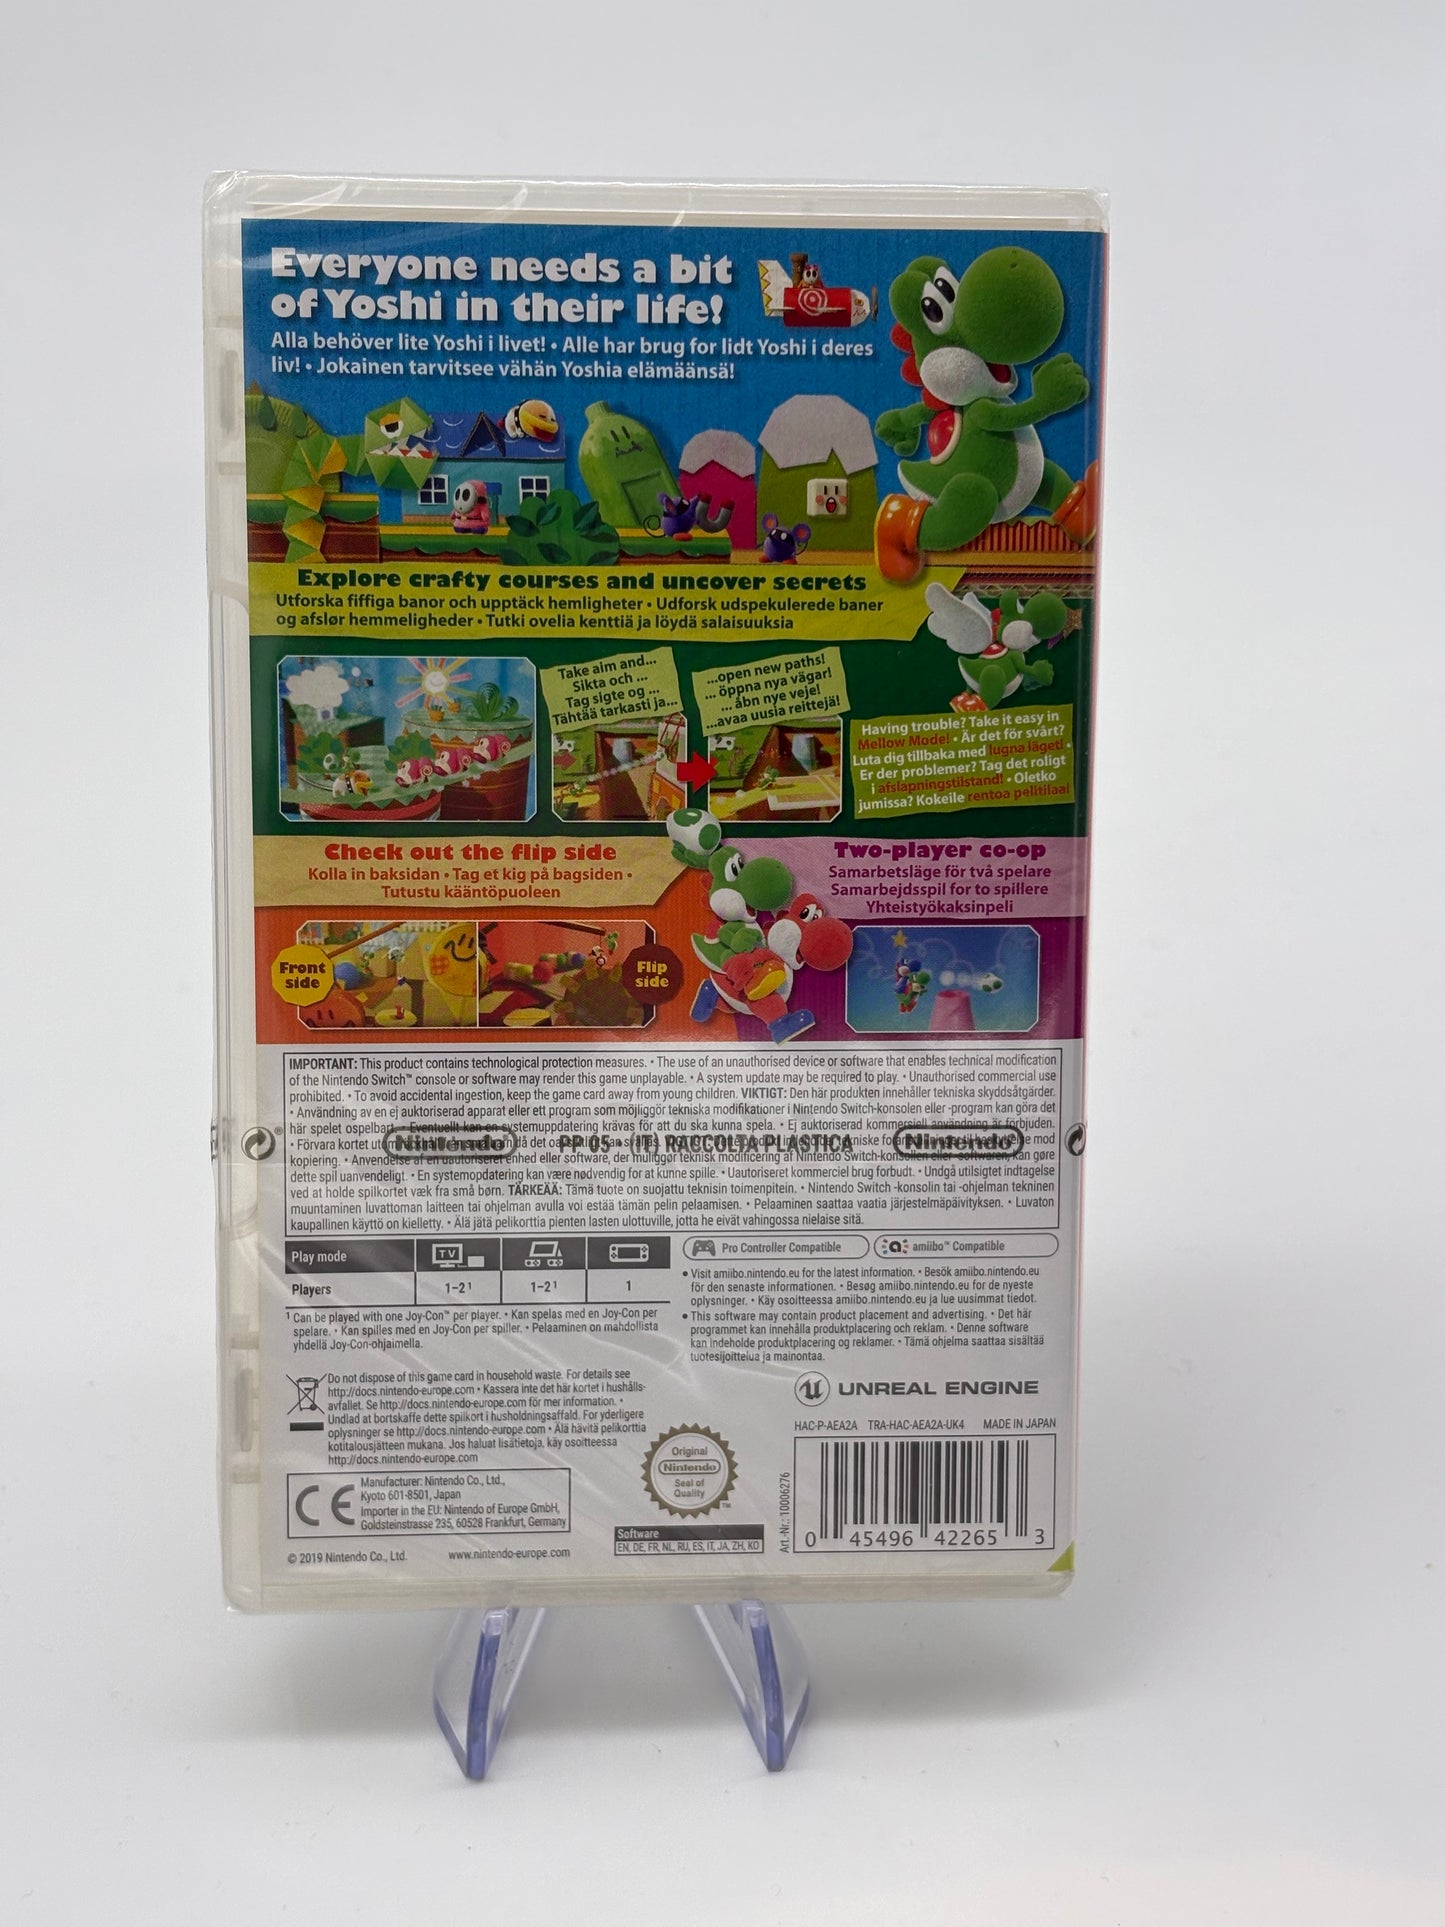 Everyone needs a bit
of Yoshi in their life!
Alla behöver lite Yoshi i livet! • Alle har brug for lidt Yoshi i deres
liv! • Jokainen tarvitsee vähän Yoshia elämäänsä!
Explore crafty courses and uncover secrets
Utforska fiffiga banor och upptäck hemligheter • Udforsk udspekulerede baner
og afslør hemmeligheder • Tutki ovelia kenttiä ja löydä salaisuuksia
Take aim and...
Sikta och ...
Tag sigte og ...
Tähtää tarkasti ja...
...open new paths!
... öppna nya vägar!
... åbn nye veje!
...avaa uusia reittejä!
Having trouble? Take it easy in
Mellow Mode! • Är det för svårt?
Luta dig tillbaka med lugna läget! •
Er der problemer? Tag det roligt
i afslapningstilstand! • Oletko
jumissa? Kokeile rentoa pelitilaa!
Check out the flip side
Kolla in baksidan • Tag et kig på bagsiden •
Tutustu kääntöpuoleen
Two-player co-op
Samarbetsläge för två spelare
Samarbejdsspil for to spillere
Yhteistyökaksinpeli
Front
side
Flip
side
IMPORTANT: This product contains technological protection measures. • The use of an unauthorised device or software that enables technical modification
of the Nintendo Switch™ console or software may render this game unplayable. • A system update may be required to play. • Unauthorised commercial use
prohibited. • To avoid accidental ingestion, keep the game card away from young children. VIKTIGT: Den här produkten innehåller tekniska skyddsåtgärder.
• Användning av en ej auktoriserad apparat eller ett program som möjliggör tekniska modifikationer i Nintendo Switch-konsolen eller -program kan göra det
här spelet ospelbart. • Eventuellt kan en systemuppdatering krävas för att du ska kunna spela. • Ej auktoriserad kommersiell användning är förbjuden.
• Förvara kortet utom
Nintendo PP 05 • (IT) RACCOLTA PLASTICA Nintendo
kopiering. • Anvendelse af en uautoriseret enhed eller software, der muliggør teknisk modificering af Nintendo Switch-konsollen eller -softwaren, kan gøre
dette spil uanvendeligt. • En systemopdatering kan være nødvendig for at kunne spille. • Uautoriseret kommerciel brug forbudt. • Undgå utilsigtet indtagelse
ved at holde spilkortet væk fra små børn. TÄRKEÄÄ: Tämä tuote on suojattu teknisin toimenpitein. • Nintendo Switch -konsolin tai -ohjelman tekninen
muuntaminen luvattoman laitteen tai ohjelman avulla voi estää tämän pelin pelaamisen. • Pelaaminen saattaa vaatia järjestelmäpäivityksen. • Luvaton
kaupallinen käyttö on kielletty. • Älä jätä pelikorttia pienten lasten ulottuville, jotta he eivät vahingossa nielaise sitä.
Play mode TV
Players 1–2¹ 1–2¹ 1
Pro Controller Compatible amiibo™ Compatible
¹ Can be played with one Joy-Con™ per player. • Kan spelas med en Joy-Con per
spelare. • Kan spilles med en Joy-Con per spiller. • Pelaaminen on mahdollista
yhdellä Joy-Con-ohjaimella.
• Visit amiibo.nintendo.eu for the latest information. • Besök amiibo.nintendo.eu
för den senaste informationen. • Besøg amiibo.nintendo.eu for de nyeste
oplysninger. • Käy osoitteessa amiibo.nintendo.eu ja lue uusimmat tiedot.
• This software may contain product placement and advertising. • Det här
programmet kan innehålla produktplacering och reklam. • Denne software
kan indeholde produktplacering og reklamer. • Tämä ohjelma saattaa sisältää
tuotesijoittelua ja mainontaa.
Do not dispose of this game card in household waste. For details see
http://docs.nintendo-europe.com • Kassera inte det här kortet i hushålls-
avfallet. Se http://docs.nintendo-europe.com för mer information. •
Undlad at bortskaffe dette spilkort i husholdningsaffald. For yderligere
oplysninger se http://docs.nintendo-europe.com • Älä hävitä pelikorttia
kotitalousjätteen mukana. Jos haluat lisätietoja, käy osoitteessa
http://docs.nintendo-europe.com
UNREAL ENGINE
HAC-P-AEA2A TRA-HAC-AEA2A-UK4 MADE IN JAPAN
CE
Manufacturer: Nintendo Co., Ltd.,
Kyoto 601-8501, Japan
Importer in the EU: Nintendo of Europe GmbH,
Goldsteinstrasse 235, 60528 Frankfurt, Germany
Original
Nintendo
Seal of
Quality
TM
Software
EN, DE, FR, NL, RU, ES, IT, JA, ZH, KO
Art.-Nr.: 10006276
0 45496 42265 3
© 2019 Nintendo Co., Ltd. www.nintendo-europe.com